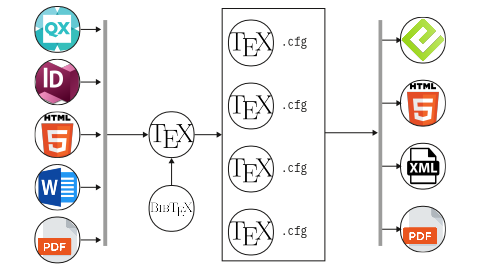 QX
ID
HTML
5
W
PDF
TEX
BIBTEX
TEX .cfg
TEX .cfg
TEX .cfg
TEX .cfg
e
HTML
5
XML
PDF